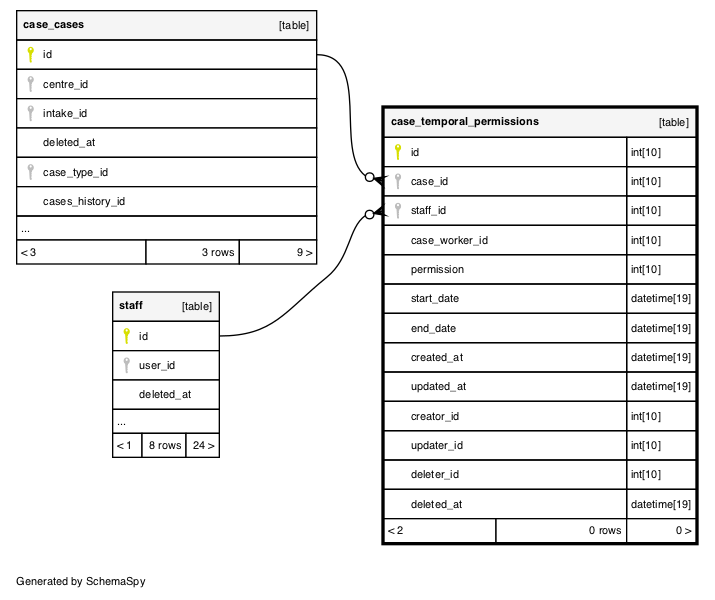 case_cases [table]
id
centre_id
intake_id
deleted_at
case_type_id
cases_history_id
...
< 3 3 rows 9 >
case_temporal_permissions [table]
id int[10]
case_id int[10]
staff_id int[10]
case_worker_id int[10]
permission int[10]
start_date datetime[19]
end_date datetime[19]
created_at datetime[19]
updated_at datetime[19]
creator_id int[10]
updater_id int[10]
deleter_id int[10]
deleted_at datetime[19]
< 2 0 rows 0 >
staff [table]
id
user_id
deleted_at
...
< 1 8 rows 24 >
Generated by SchemaSpy